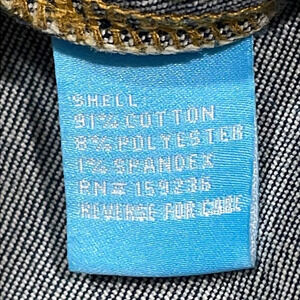 SHELL:
91% COTTON
8% POLYESTER
1% SPANDEX
RN# 159236
REVERSE FOR CARE